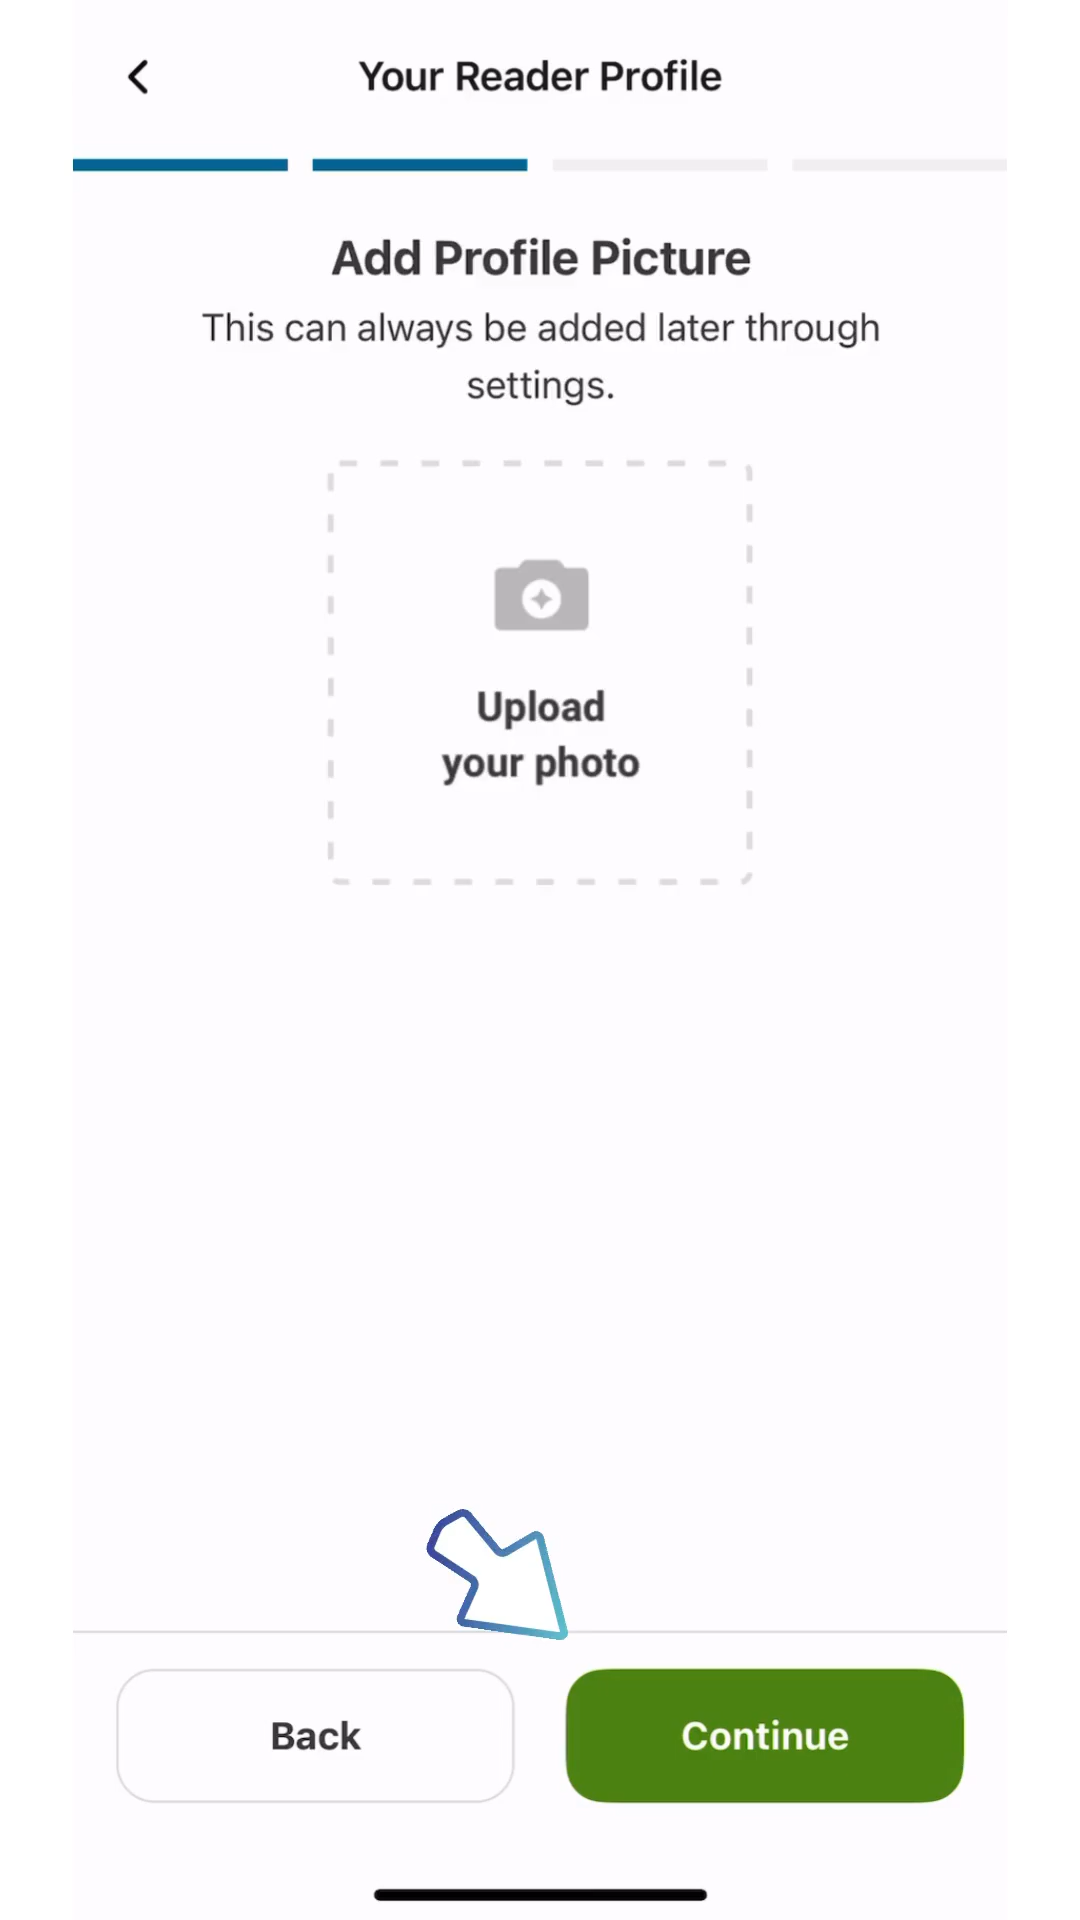 Your Reader Profile
Add Profile Picture
This can always be added later through
settings.
Upload
your photo
Back
Continue